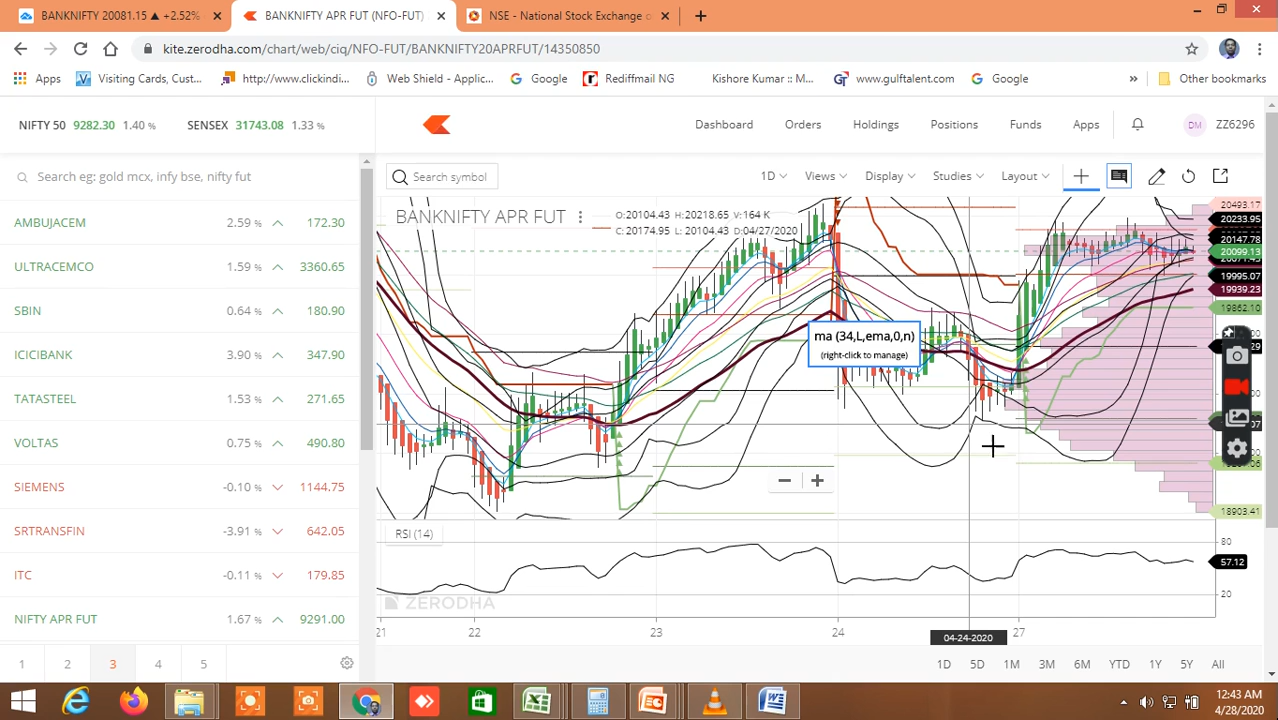 BANKNIFTY 20081.15 ▲ +2.52% ×
BANKNIFTY APR FUT (NFO-FUT) ×
NSE - National Stock Exchange o ×
kite.zerodha.com/chart/web/ciq/NFO-FUT/BANKNIFTY20APRFUT/14350850
Apps Visiting Cards, Cust... http://www.clickindi... Web Shield - Applic... Google Rediffmail NG Kishore Kumar :: M... www.gulftalent.com Google » Other bookmarks
NIFTY 50 9282.30 1.40 % SENSEX 31743.08 1.33 %
Dashboard Orders Holdings Positions Funds Apps DM ZZ6296
Search eg: gold mcx, infy bse, nifty fut
AMBUJACEM 2.59 % 172.30
ULTRACEMCO 1.59 % 3360.65
SBIN 0.64 % 180.90
ICICIBANK 3.90 % 347.90
TATASTEEL 1.53 % 271.65
VOLTAS 0.75 % 490.80
SIEMENS -0.10 % 1144.75
SRTRANSFIN -3.91 % 642.05
ITC -0.11 % 179.85
NIFTY APR FUT 1.67 % 9291.00
1 2 3 4 5
Search symbol 1D Views Display Studies Layout
BANKNIFTY APR FUT
O:20104.43 H:20218.65 V:164 K
C:20174.95 L:20104.43 D:04/27/2020
20493.17
20233.95
20147.78
20099.13
19995.07
19939.23
19862.10
18903.41
ma (34,L,ema,0,n)
(right-click to manage)
RSI (14)
80
57.12
20
ZERODHA
21 22 23 24 04-24-2020 27
1D 5D 1M 3M 6M YTD 1Y 5Y All
12:43 AM
4/28/2020